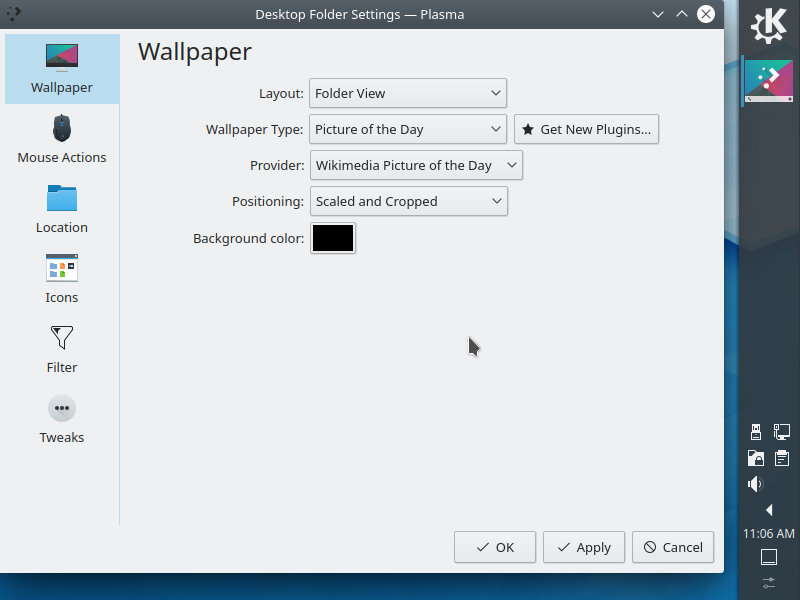 Desktop Folder Settings — Plasma
Wallpaper
Mouse Actions
Location
Icons
Filter
Tweaks
Wallpaper
Layout: Folder View
Wallpaper Type: Picture of the Day Get New Plugins...
Provider: Wikimedia Picture of the Day
Positioning: Scaled and Cropped
Background color:
OK Apply Cancel
11:06 AM